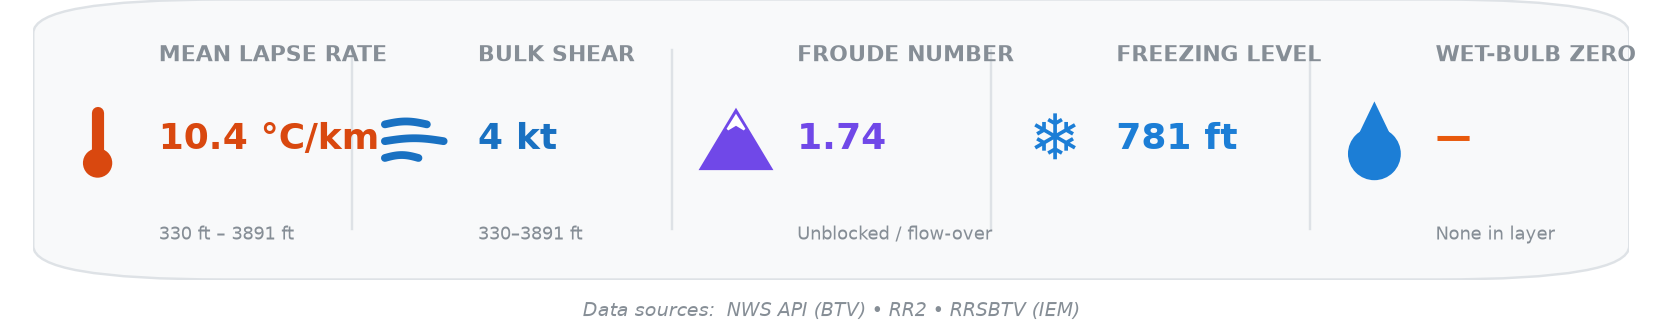 MEAN LAPSE RATE
10.4 °C/km
330 ft – 3891 ft
BULK SHEAR
4 kt
330–3891 ft
FROUDE NUMBER
1.74
Unblocked / flow-over
FREEZING LEVEL
781 ft
WET-BULB ZERO
—
None in layer
Data sources:  NWS API (BTV) • RR2 • RRSBTV (IEM)